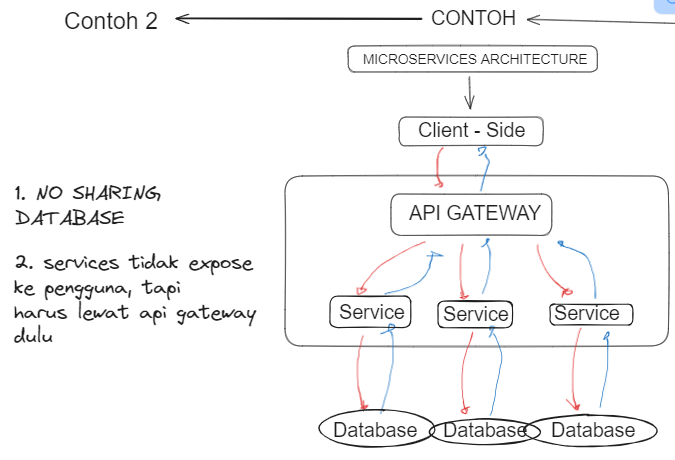 Contoh 2
CONTOH
MICROSERVICES ARCHITECTURE
Client - Side
1. NO SHARING
DATABASE
2. services tidak expose
ke pengguna, tapi
harus lewat api gateway
dulu
API GATEWAY
Service
Service
Service
Database
Database
Database